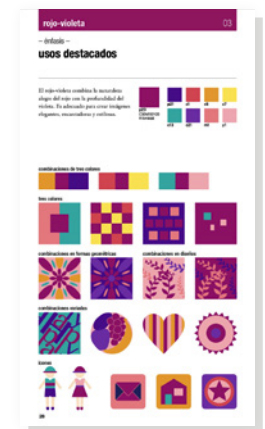 rojo-violeta 03
– énfasis –
usos destacados
El rojo-violeta combina la naturaleza
alegre del rojo con la profundidad del
violeta. Es adecuado para crear imágenes
elegantes, encantadoras y exóticas.
combinaciones de tres colores
tres colores
combinaciones en formas geométricas combinaciones en diseños
combinaciones variadas
iconos